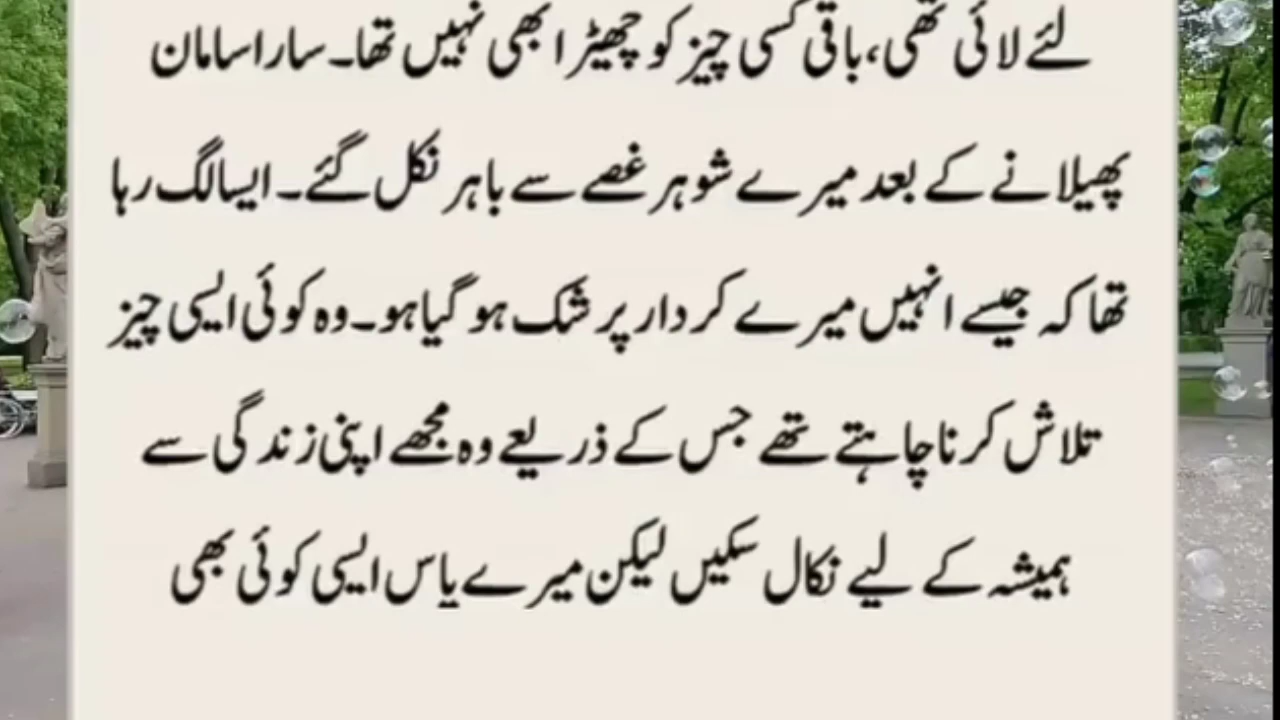 لئے لائی تھی، باقی کسی چیز کو چھیڑا بھی نہیں تھا۔ سارا سامان
پھیلانے کے بعد میرے شوہر غصے سے باہر نکل گئے۔ ایسا لگ رہا
تھا کہ جیسے انہیں میرے کردار پر شک ہو گیا ہو۔ وہ کوئی ایسی چیز
تلاش کرنا چاہتے تھے جس کے ذریعے وہ مجھے اپنی زندگی سے
ہمیشہ کے لیے نکال سکیں لیکن میرے پاس ایسی کوئی بھی